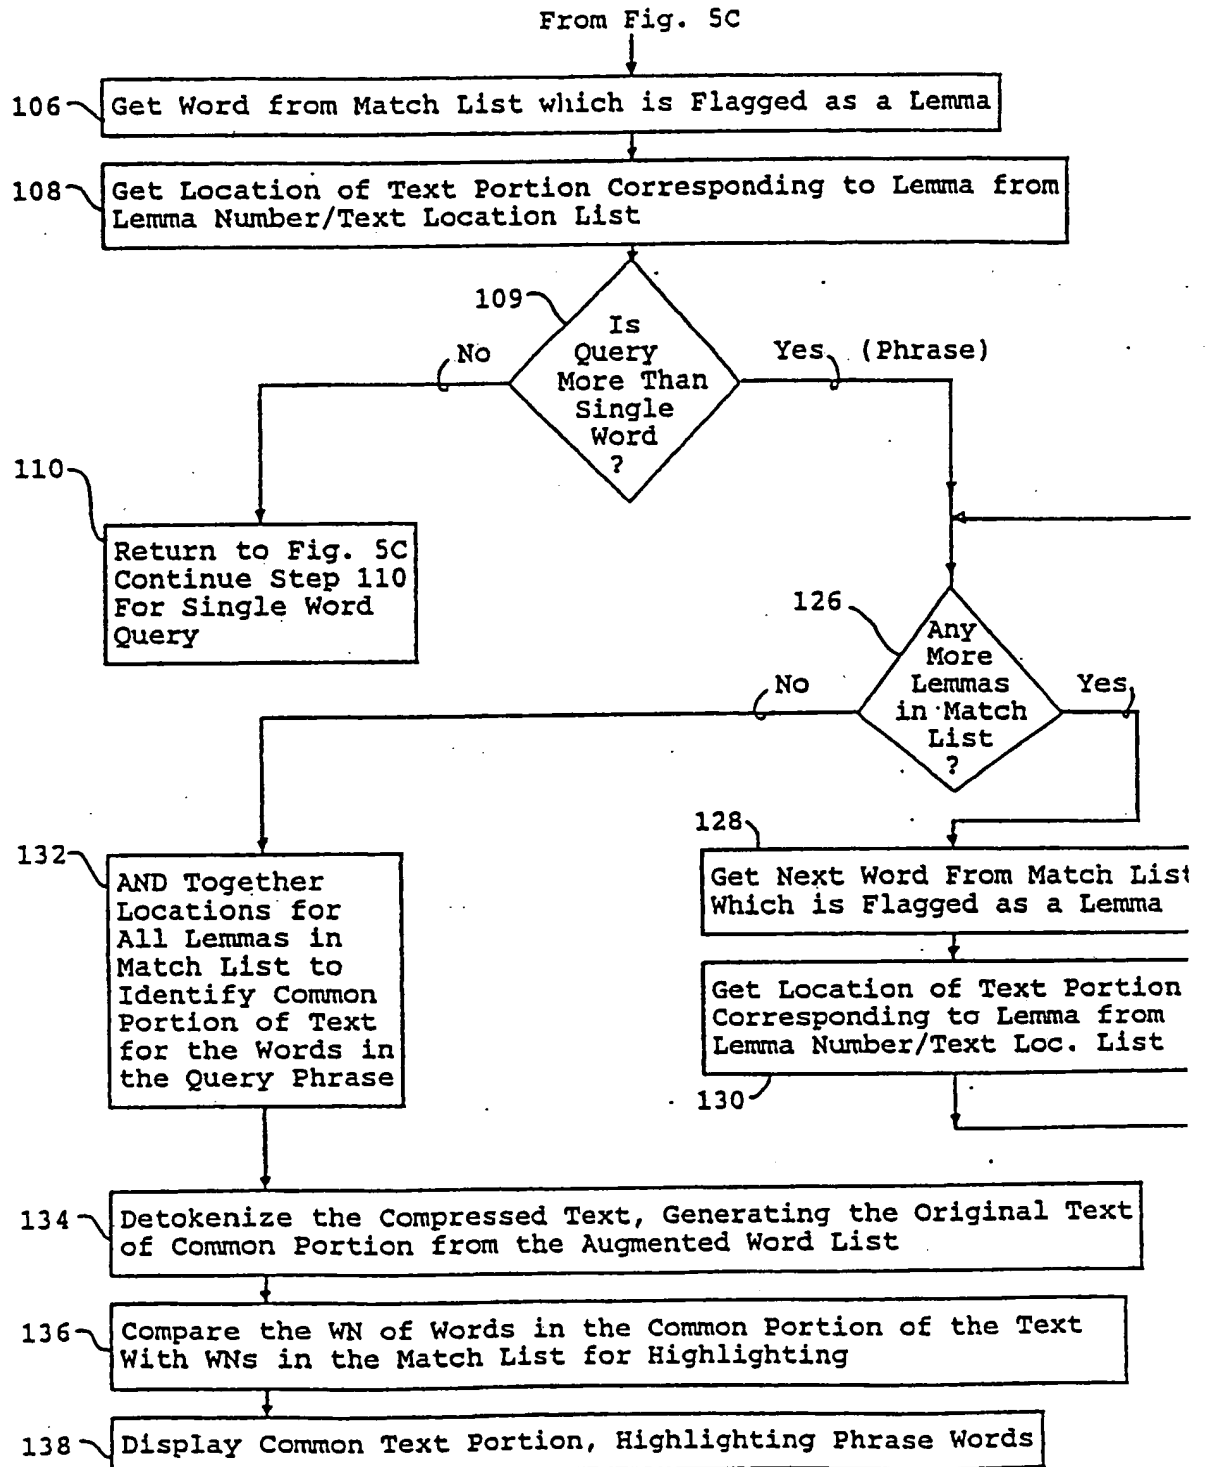 From Fig. 5C
106
Get Word from Match List which is Flagged as a Lemma
108
Get Location of Text Portion Corresponding to Lemma from
Lemma Number/Text Location List
109
Is
Query
More Than
Single
Word
?
No
Yes (Phrase)
110
Return to Fig. 5C
Continue Step 110
For Single Word
Query
126
Any
More
Lemmas
in Match
List
?
No
Yes
128
Get Next Word From Match List
Which is Flagged as a Lemma
Get Location of Text Portion
Corresponding to Lemma from
Lemma Number/Text Loc. List
130
132
AND Together
Locations for
All Lemmas in
Match List to
Identify Common
Portion of Text
for the Words in
the Query Phrase
134
Detokenize the Compressed Text, Generating the Original Text
of Common Portion from the Augmented Word List
136
Compare the WN of Words in the Common Portion of the Text
With WNs in the Match List for Highlighting
138
Display Common Text Portion, Highlighting Phrase Words